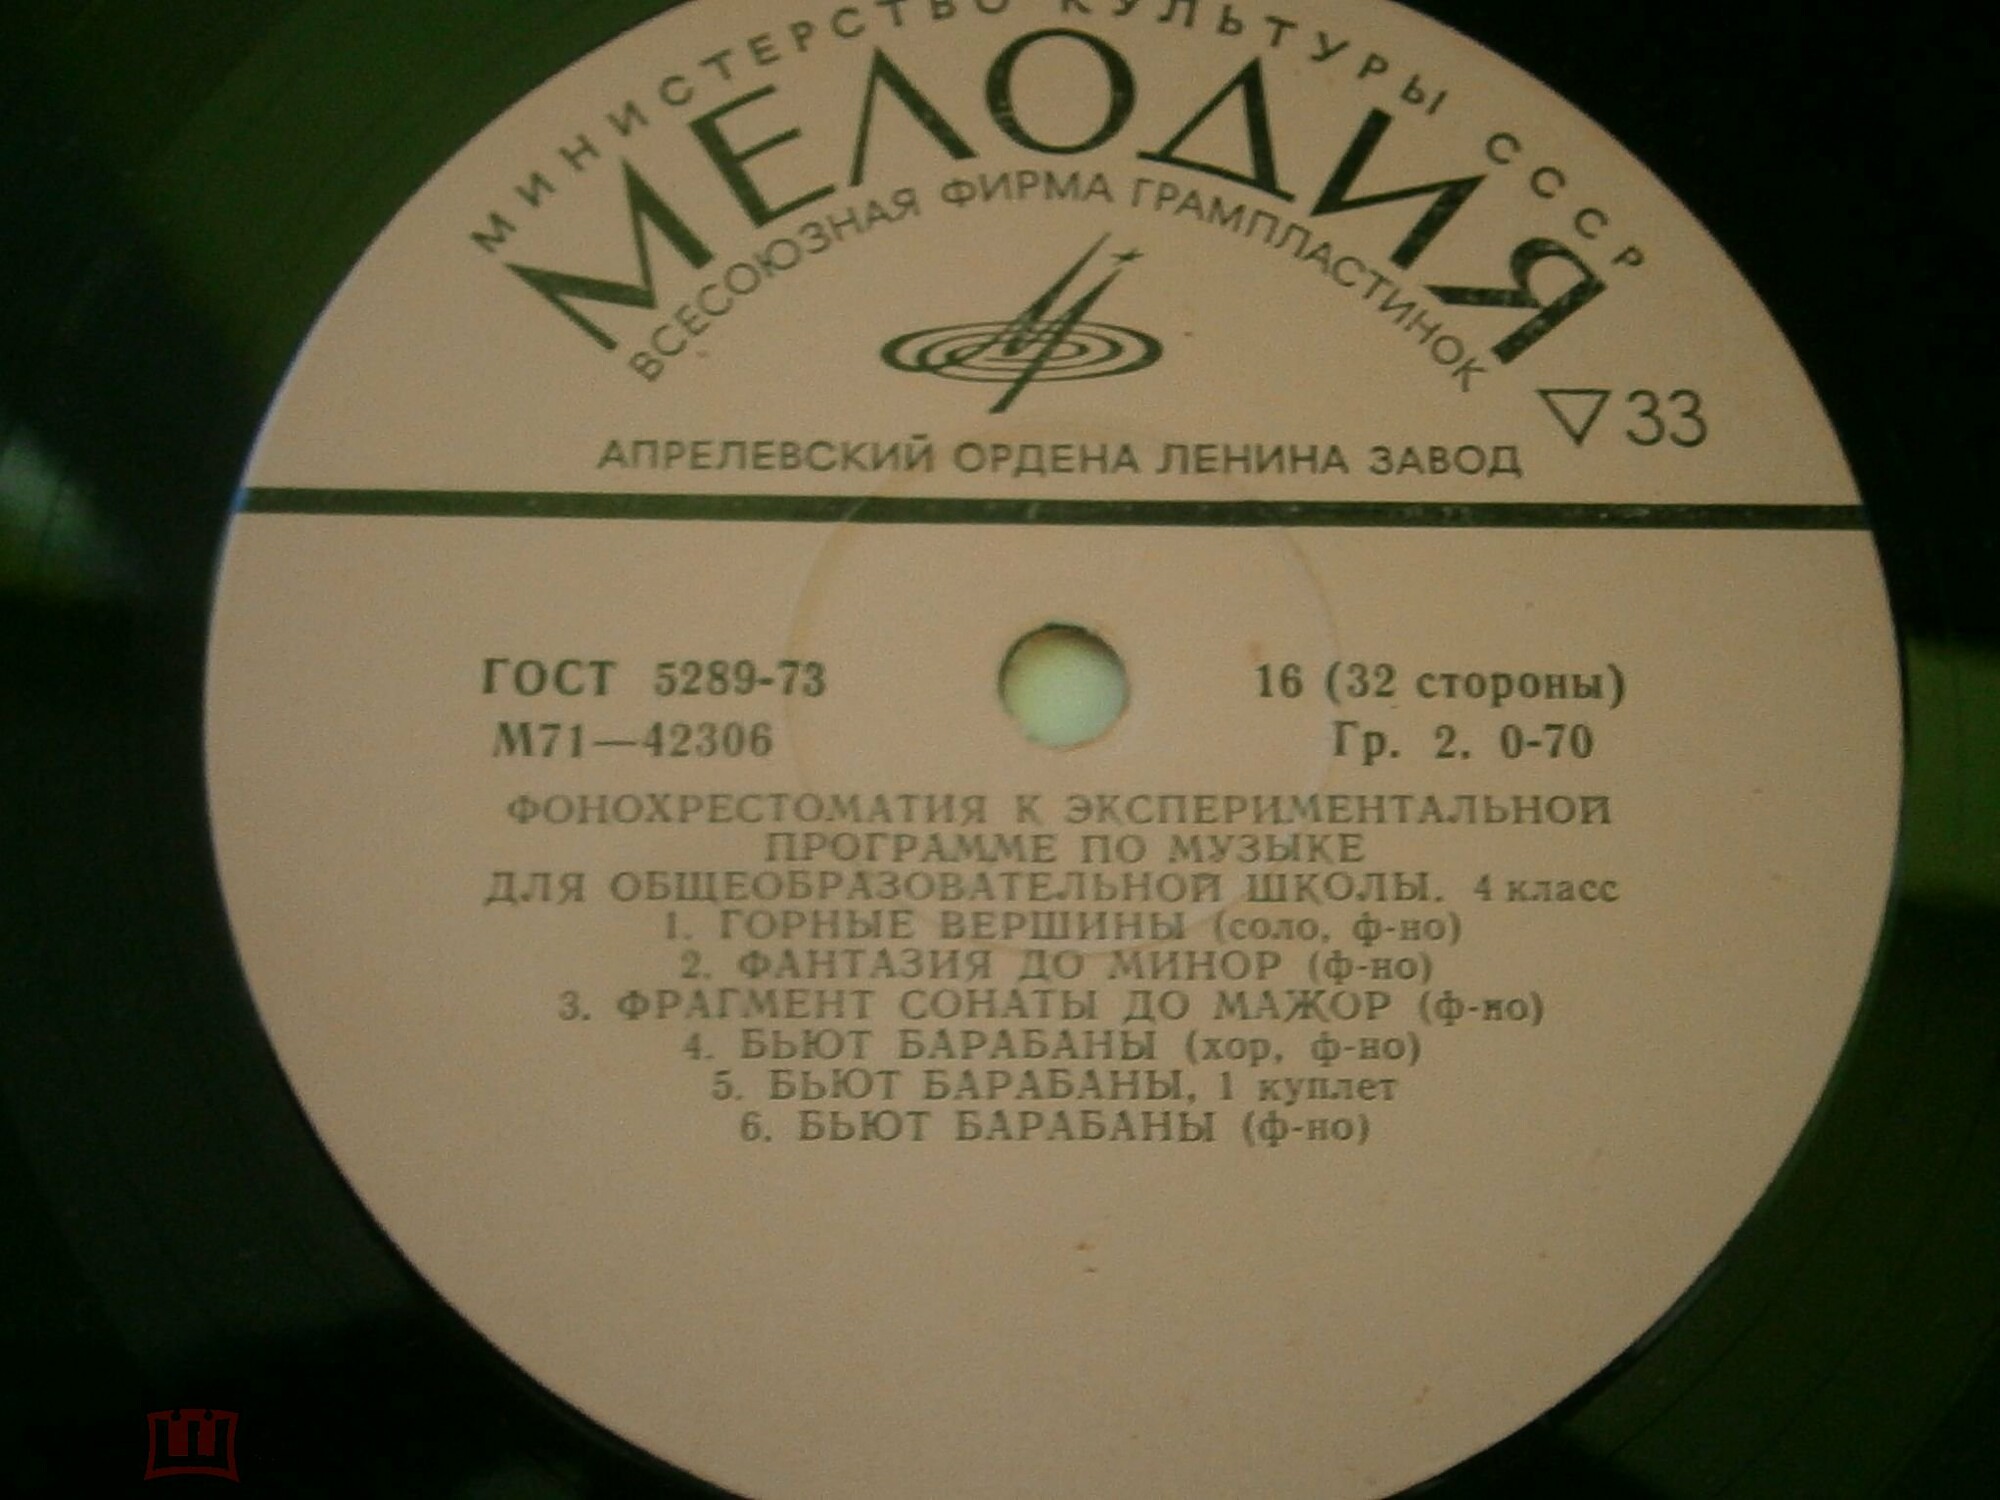 МИНИСТЕРСТВО КУЛЬТУРЫ СССР
МЕЛОДИЯ
ВСЕСОЮЗНАЯ ФИРМА ГРАМПЛАСТИНОК
▽33
АПРЕЛЕВСКИЙ ОРДЕНА ЛЕНИНА ЗАВОД
ГОСТ 5289-73
16 (32 стороны)
М71—42306
Гр. 2. 0-70
ФОНОХРЕСТОМАТИЯ К ЭКСПЕРИМЕНТАЛЬНОЙ
ПРОГРАММЕ ПО МУЗЫКЕ
ДЛЯ ОБЩЕОБРАЗОВАТЕЛЬНОЙ ШКОЛЫ. 4 класс
1. ГОРНЫЕ ВЕРШИНЫ (соло, ф-но)
2. ФАНТАЗИЯ ДО МИНОР (ф-но)
3. ФРАГМЕНТ СОНАТЫ ДО МАЖОР (ф-но)
4. БЬЮТ БАРАБАНЫ (хор, ф-но)
5. БЬЮТ БАРАБАНЫ, 1 куплет
6. БЬЮТ БАРАБАНЫ (ф-но)